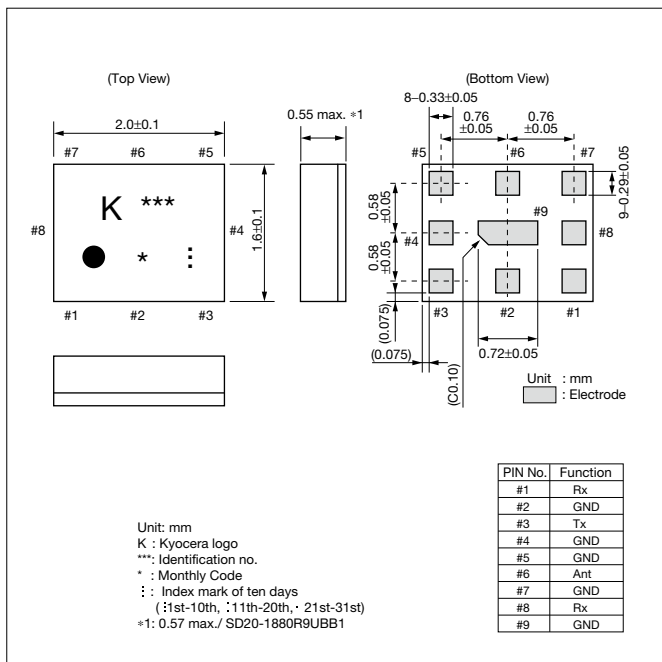 (Top View)
(Bottom View)
2.0±0.1
0.55 max. *1
8–0.33±0.05
0.76
±0.05
0.76
±0.05
#7
#6
#5
#5
#6
#7
K ***
#8
#4
1.6±0.1
* ⋮
#1
#2
#3
0.58
±0.05
0.58
±0.05
#4
#9
#8
9–0.29±0.05
#3
#2
#1
(0.075)
(0.075)
0.72±0.05
(C0.10)
Unit : mm
: Electrode
PIN No. Function
#1 Rx
#2 GND
#3 Tx
#4 GND
#5 GND
#6 Ant
#7 GND
#8 Rx
#9 GND
Unit: mm
K : Kyocera logo
***: Identification no.
* : Monthly Code
⋮ : Index mark of ten days
(⋮1st-10th, :11th-20th, · 21st-31st)
*1: 0.57 max./ SD20-1880R9UBB1